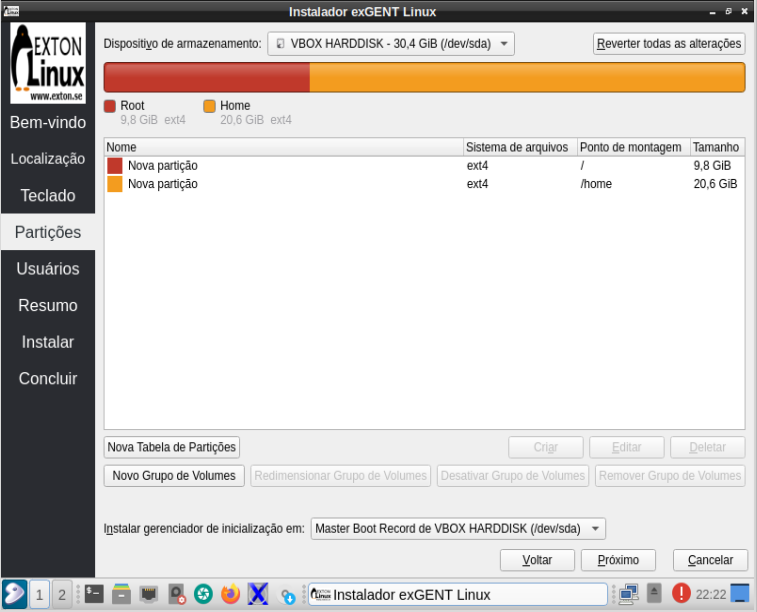 Instalador exGENT Linux
EXTON
Linux
www.exton.se
Dispositivo de armazenamento: VBOX HARDDISK - 30,4 GiB (/dev/sda) Reverter todas as alterações
Root Home
9,8 GiB ext4 20,6 GiB ext4
Bem-vindo
Localização
Teclado
Partições
Usuários
Resumo
Instalar
Concluir
Nome Sistema de arquivos Ponto de montagem Tamanho
Nova partição ext4 / 9,8 GiB
Nova partição ext4 /home 20,6 GiB
Nova Tabela de Partições Criar Editar Deletar
Novo Grupo de Volumes Redimensionar Grupo de Volumes Desativar Grupo de Volumes Remover Grupo de Volumes
Instalar gerenciador de inicialização em: Master Boot Record de VBOX HARDDISK (/dev/sda)
Voltar Próximo Cancelar
1 2 Instalador exGENT Linux 22:22